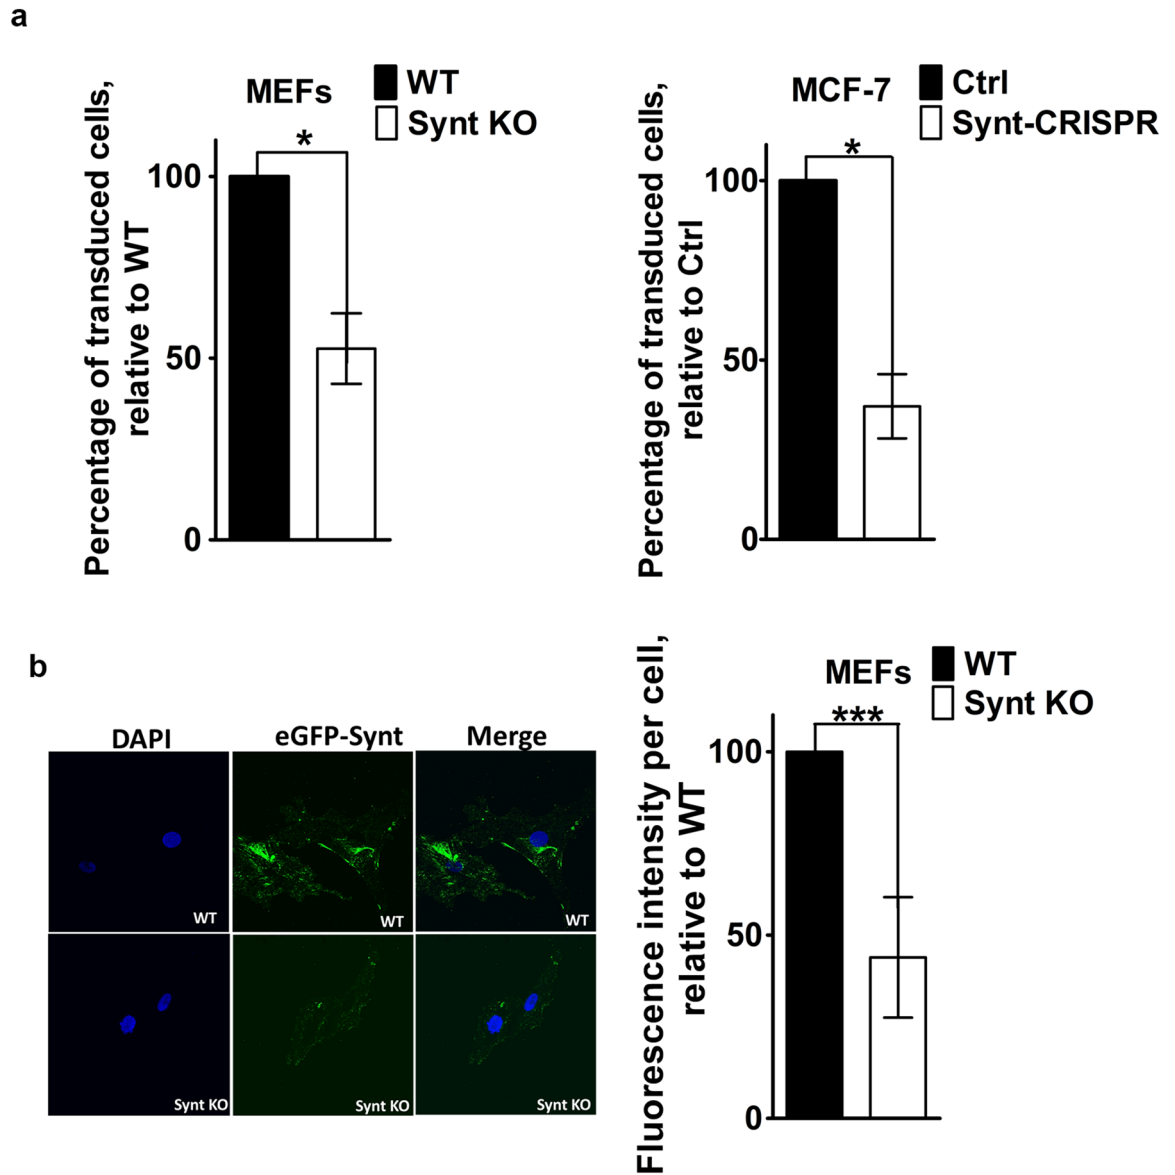 a
MEFs
WT
Synt KO
Percentage of transduced cells,
relative to WT
*
100
50
0
MCF-7
Ctrl
Synt-CRISPR
Percentage of transduced cells,
relative to Ctrl
*
100
50
0
b
DAPI
eGFP-Synt
Merge
WT
WT
WT
Synt KO
Synt KO
Synt KO
MEFs
WT
Synt KO
Fluorescence intensity per cell,
relative to WT
***
100
50
0